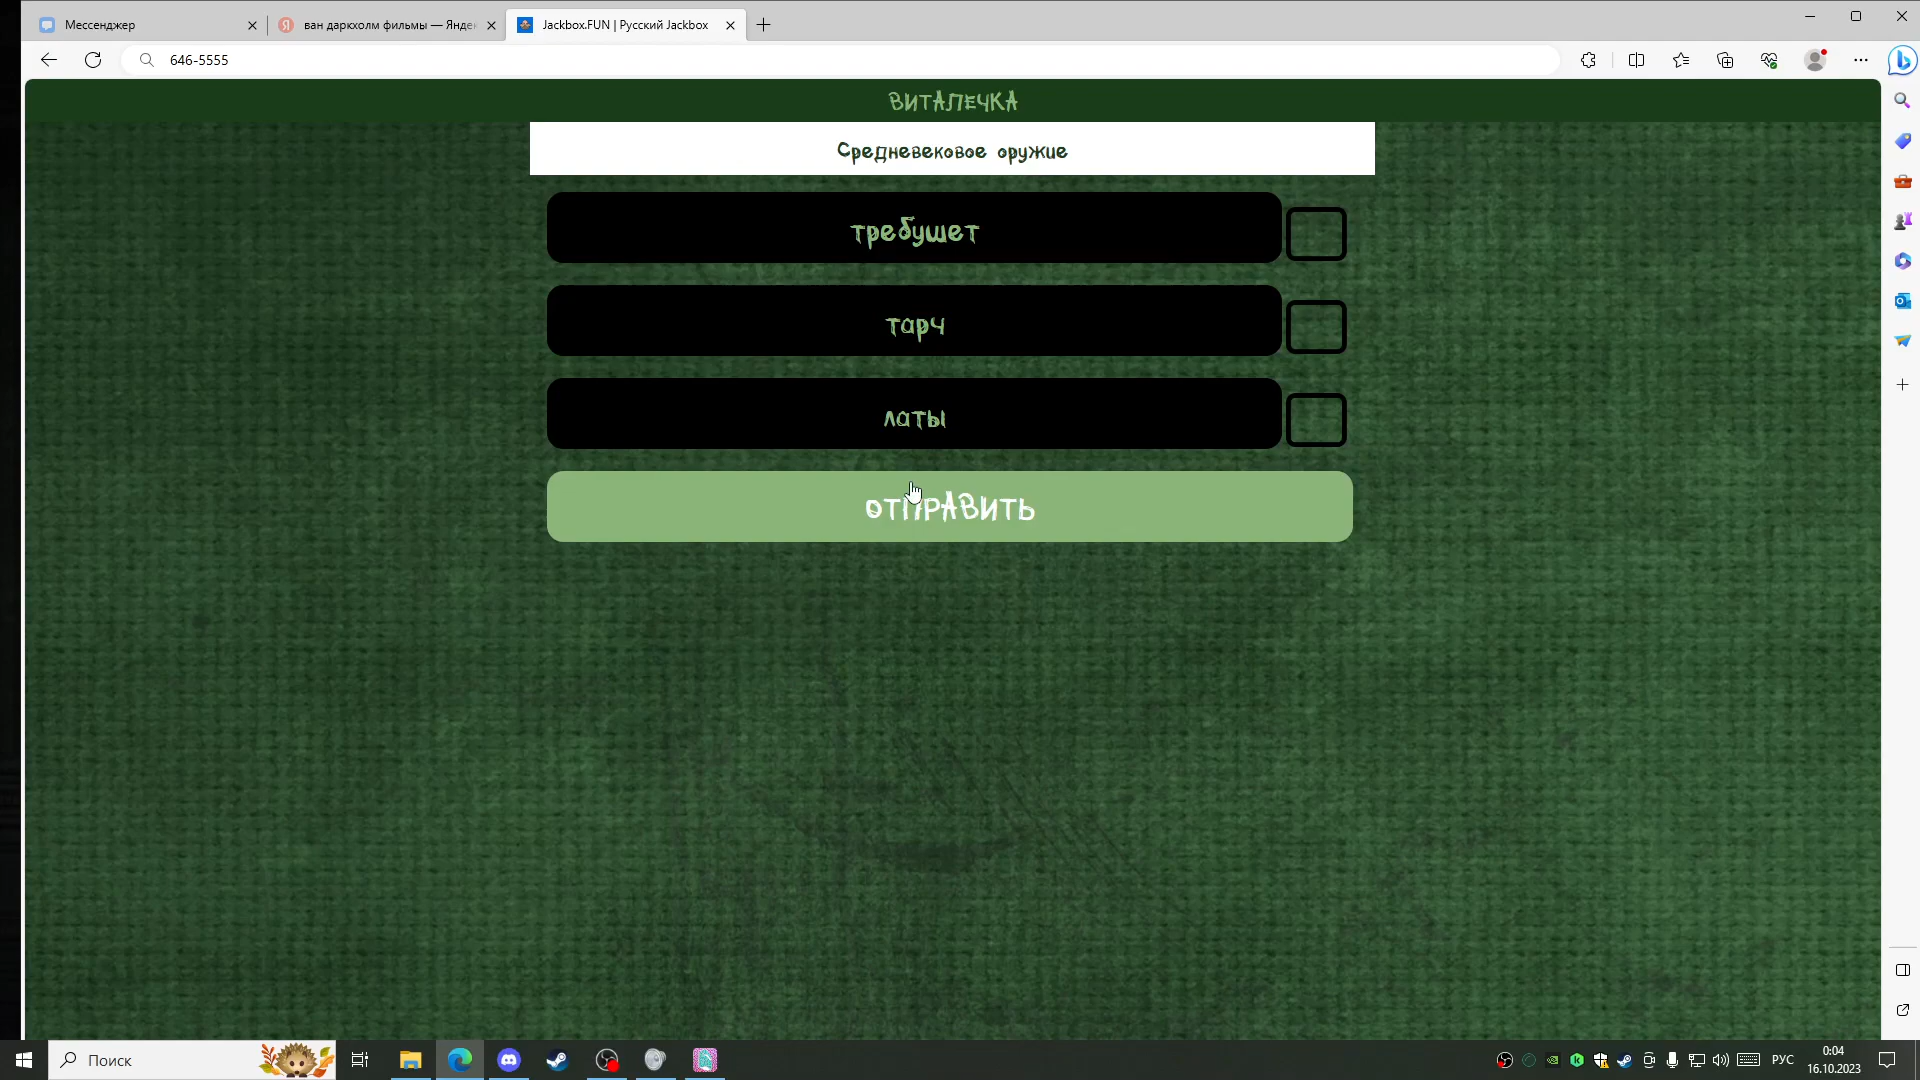 Мессенджер
ван даркхолм фильмы — Яндек
Jackbox.FUN | Русский Jackbox
646-5555
ВИТАЛЕЧКА
Средневековое оружие
требушет
тарч
латы
ОТПРАВИТЬ
Поиск
РУС
0:04
16.10.2023